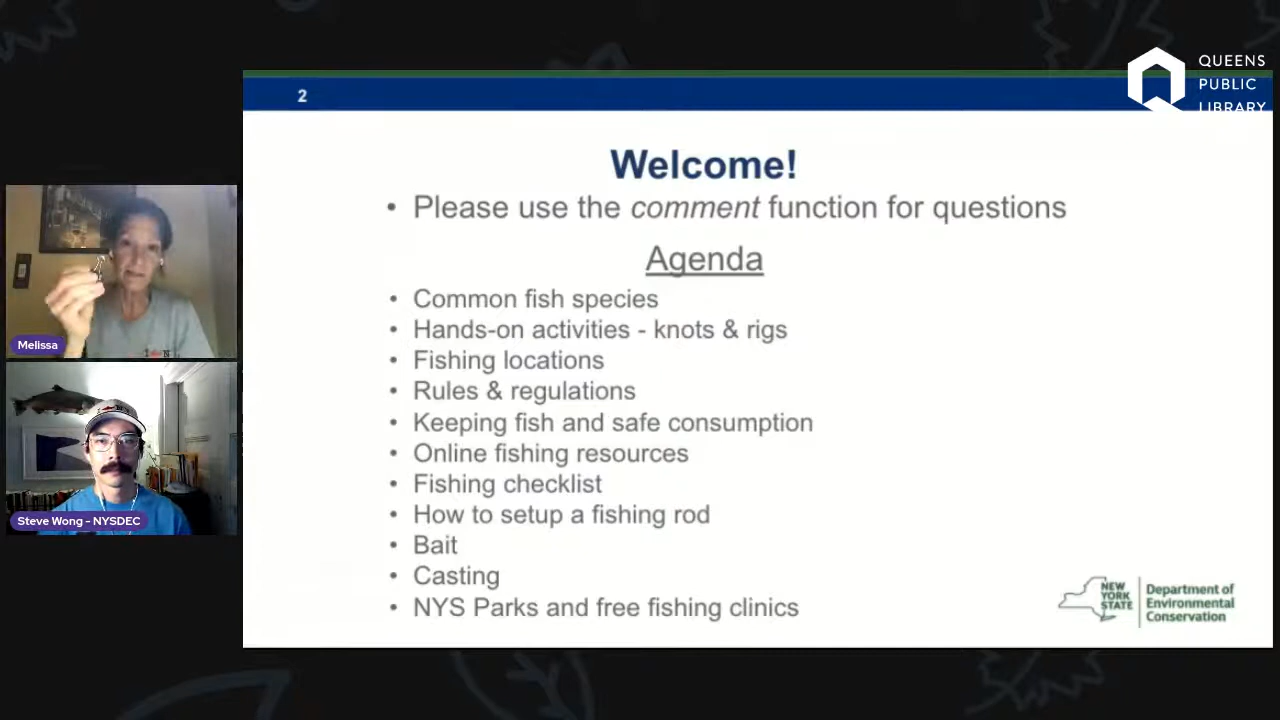 QUEENS
PUBLIC
LIBRARY
2
Welcome!
• Please use the comment function for questions
Agenda
• Common fish species
• Hands-on activities - knots & rigs
• Fishing locations
• Rules & regulations
• Keeping fish and safe consumption
• Online fishing resources
• Fishing checklist
• How to setup a fishing rod
• Bait
• Casting
• NYS Parks and free fishing clinics
Melissa
Steve Wong - NYSDEC
NEW
YORK
STATE
Department of
Environmental
Conservation